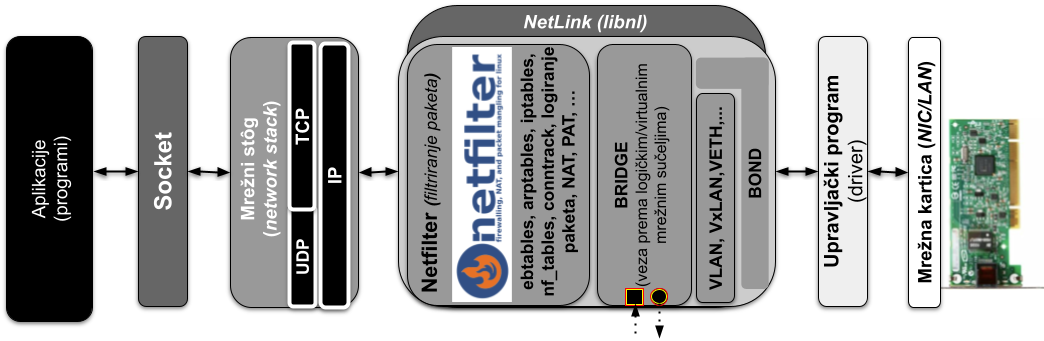 NetLink (libnl)
Aplikacije
(programi)
Socket
Mrežni stôg
(network stack)
TCP
UDP
IP
Netfilter (filtriranje paketa)
netfilter
firewalling, NAT, and packet mangling for linux
ebtables, arptables, iptables,
nf_tables, conntrack, logiranje
paketa, NAT, PAT, ...
BRIDGE
(veza prema logičkim/virtualnim
mrežnim sučeljima)
VLAN, VxLAN,VETH,...
BOND
Upravljački program
(driver)
Mrežna kartica (NIC/LAN)